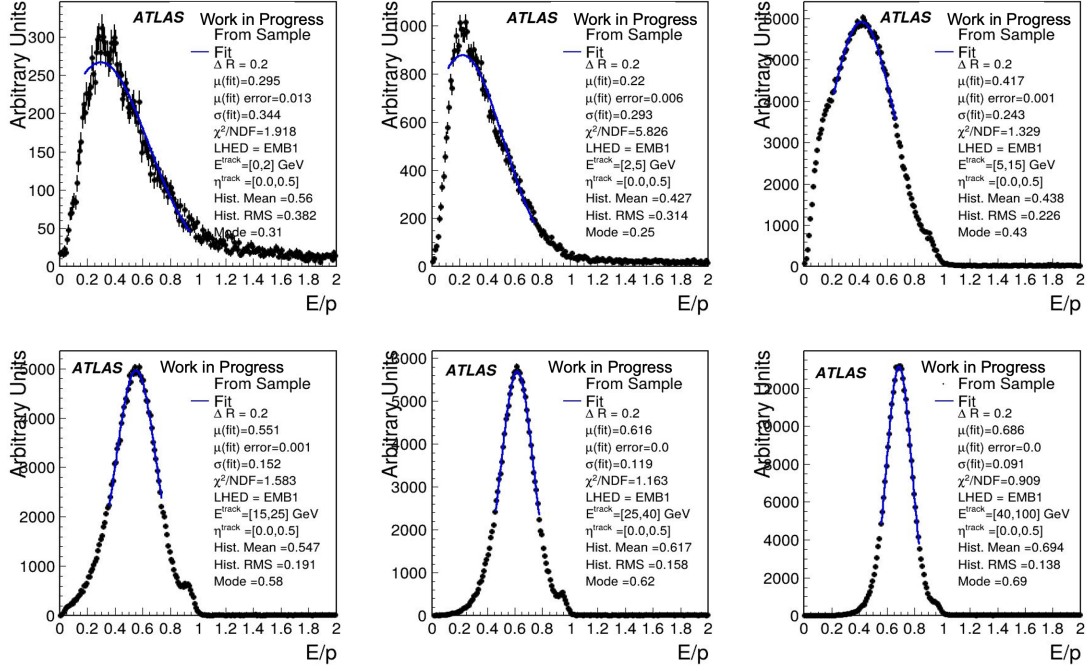 ATLAS Work in Progress
From Sample
Fit
Δ R = 0.2
μ(fit)=0.295
μ(fit) error=0.013
σ(fit)=0.344
χ²/NDF=1.918
LHED = EMB1
E^track=[0,2] GeV
η^track =[0.0,0.5]
Hist. Mean =0.56
Hist. RMS =0.382
Mode =0.31
Arbitrary Units
300
250
200
150
100
50
0
0 0.2 0.4 0.6 0.8 1 1.2 1.4 1.6 1.8 2
E/p
ATLAS Work in Progress
From Sample
Fit
Δ R = 0.2
μ(fit)=0.22
μ(fit) error=0.006
σ(fit)=0.293
χ²/NDF=5.826
LHED = EMB1
E^track=[2,5] GeV
η^track =[0.0,0.5]
Hist. Mean =0.427
Hist. RMS =0.314
Mode =0.25
Arbitrary Units
1000
800
600
400
200
0
0 0.2 0.4 0.6 0.8 1 1.2 1.4 1.6 1.8 2
E/p
ATLAS Work in Progress
From Sample
Fit
Δ R = 0.2
μ(fit)=0.417
μ(fit) error=0.001
σ(fit)=0.243
χ²/NDF=1.329
LHED = EMB1
E^track=[5,15] GeV
η^track =[0.0,0.5]
Hist. Mean =0.438
Hist. RMS =0.226
Mode =0.43
Arbitrary Units
6000
5000
4000
3000
2000
1000
0
0 0.2 0.4 0.6 0.8 1 1.2 1.4 1.6 1.8 2
E/p
ATLAS Work in Progress
From Sample
Fit
Δ R = 0.2
μ(fit)=0.551
μ(fit) error=0.001
σ(fit)=0.152
χ²/NDF=1.583
LHED = EMB1
E^track=[15,25] GeV
η^track =[0.0,0.5]
Hist. Mean =0.547
Hist. RMS =0.191
Mode =0.58
Arbitrary Units
5000
4000
3000
2000
1000
0
0 0.2 0.4 0.6 0.8 1 1.2 1.4 1.6 1.8 2
E/p
ATLAS Work in Progress
From Sample
Fit
Δ R = 0.2
μ(fit)=0.616
μ(fit) error=0.0
σ(fit)=0.119
χ²/NDF=1.163
LHED = EMB1
E^track=[25,40] GeV
η^track =[0.0,0.5]
Hist. Mean =0.617
Hist. RMS =0.158
Mode =0.62
Arbitrary Units
6000
5000
4000
3000
2000
1000
0
0 0.2 0.4 0.6 0.8 1 1.2 1.4 1.6 1.8 2
E/p
ATLAS Work in Progress
From Sample
Fit
Δ R = 0.2
μ(fit)=0.686
μ(fit) error=0.0
σ(fit)=0.091
χ²/NDF=0.909
LHED = EMB1
E^track=[40,100] GeV
η^track =[0.0,0.5]
Hist. Mean =0.694
Hist. RMS =0.138
Mode =0.69
Arbitrary Units
12000
10000
8000
6000
4000
2000
0
0 0.2 0.4 0.6 0.8 1 1.2 1.4 1.6 1.8 2
E/p